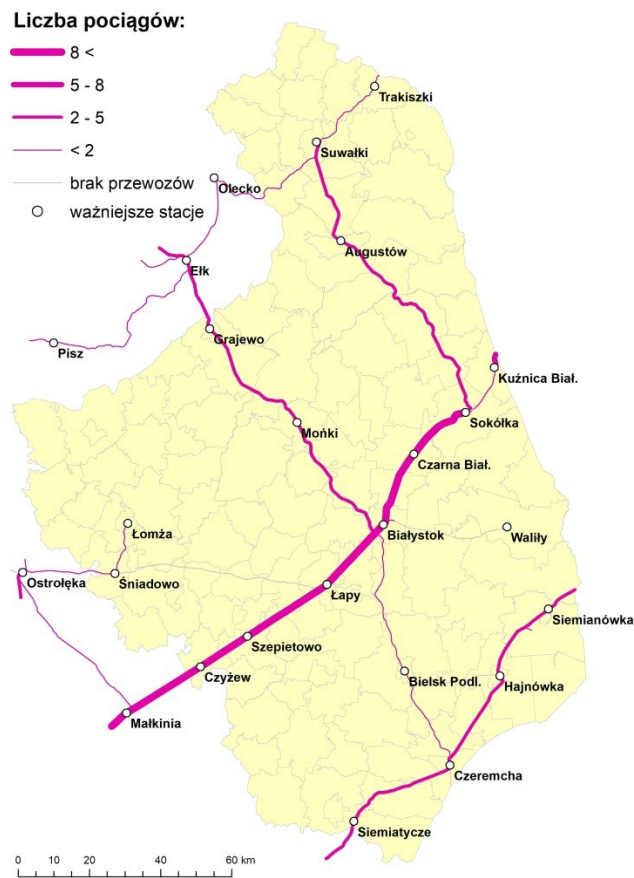 Liczba pociągów:
8 <
5 - 8
2 - 5
< 2
brak przewozów
ważniejsze stacje
Trakiszki
Suwałki
Olecko
Augustów
Ełk
Grajewo
Pisz
Kuźnica Biał.
Sokółka
Mońki
Czarna Biał.
Łomża
Białystok
Waliły
Ostrołęka
Śniadowo
Łapy
Siemianówka
Szepietowo
Czyżew
Bielsk Podl.
Hajnówka
Małkinia
Czeremcha
Siemiatycze
0 10 20 40 60 km